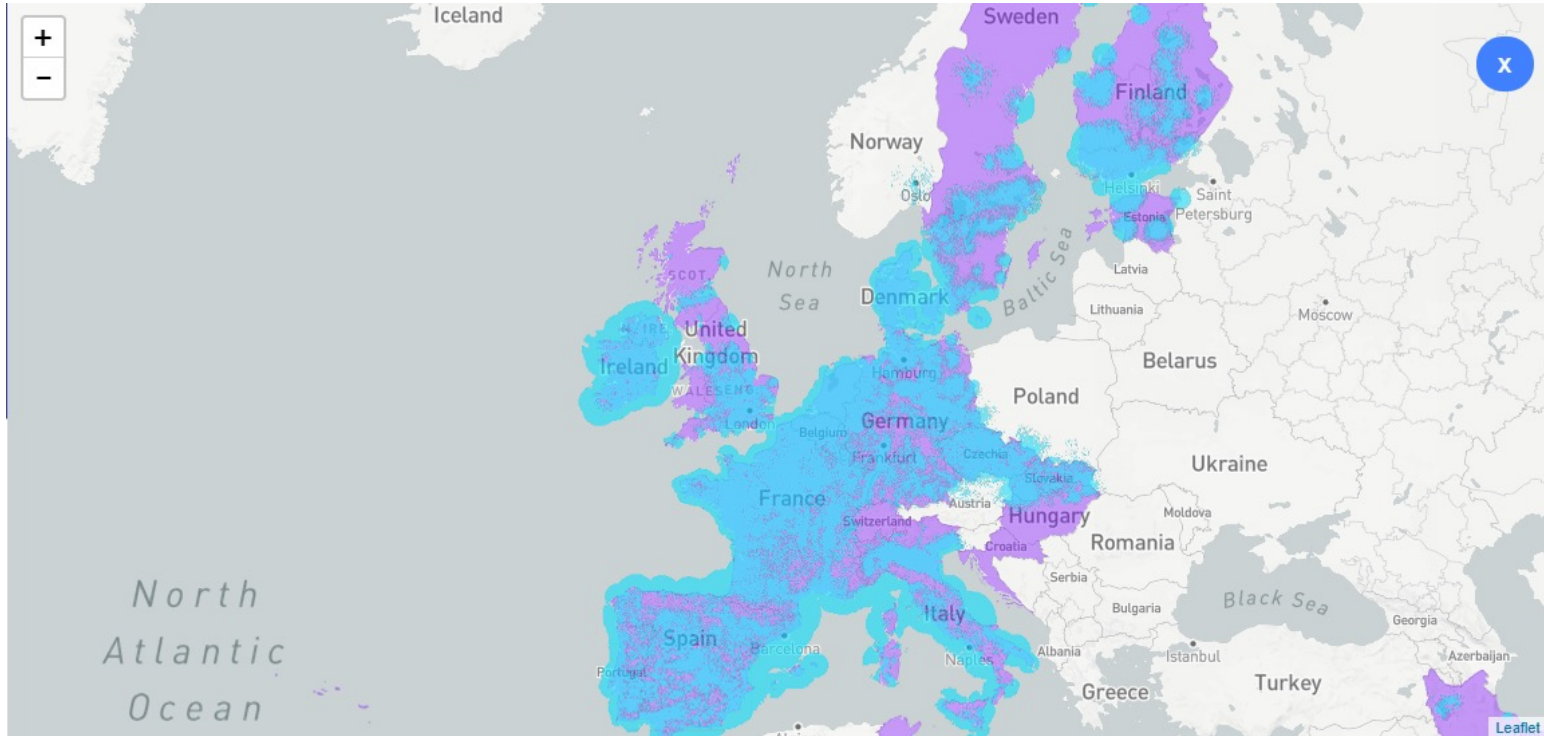 Iceland
Sweden
+
−
x
Finland
Norway
Oslo
Helsinki
Saint
Petersburg
Estonia
SCOT.
North
Sea
Baltic Sea
Latvia
Denmark
Lithuania
Moscow
N. IRE.
United
Kingdom
Ireland
WALES
ENG.
Hamburg
Belarus
Poland
London
Germany
Belgium
Frankfurt
Czechia
Ukraine
Slovakia
France
Austria
Switzerland
Hungary
Moldova
Croatia
Romania
Serbia
North
Atlantic
Ocean
Black Sea
Bulgaria
Italy
Georgia
Spain
Barcelona
Naples
Albania
Istanbul
Azerbaijan
Portugal
Greece
Turkey
Leaflet